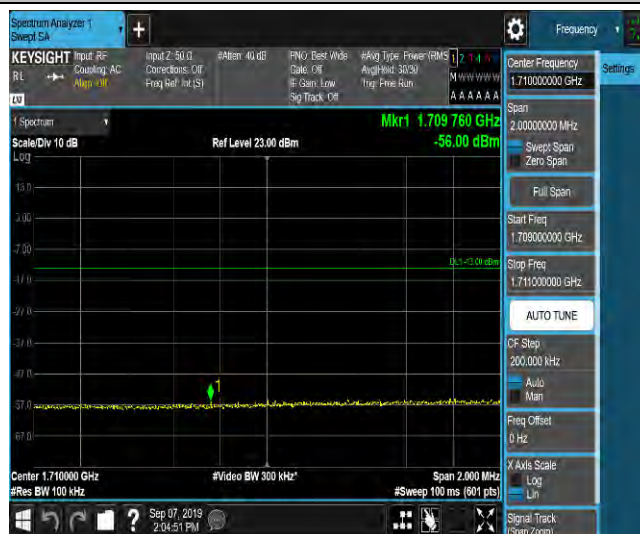 Spectrum Analyzer 1
Swept SA
+
Frequency
KEYSIGHT
RL
Input: RF
Coupling: AC
Align: Off
Input Z: 50 Ω
Corrections: Off
Freq Ref: Int (S)
#Atten: 40 dB
PNO: Best Wide
Gate: Off
IF Gain: Low
Sig Track: Off
#Avg Type: Power (RMS
Avg|Hold: 30/30
Trig: Free Run
M W W W W W
A A A A A A
1 Spectrum
Scale/Div 10 dB
Ref Level 23.00 dBm
Mkr1 1.709 760 GHz
-56.00 dBm
Log
13.0
3.00
-7.00
DL1 -13.00 dBm
-17.0
-27.0
-37.0
-47.0
1
-57.0
-67.0
Center 1.710000 GHz
#Video BW 300 kHz*
Span 2.000 MHz
#Res BW 100 kHz
#Sweep 100 ms (601 pts)
?
Sep 07, 2019
2:04:51 PM
Center Frequency
1.710000000 GHz
Settings
Span
2.00000000 MHz
Swept Span
Zero Span
Full Span
Start Freq
1.709000000 GHz
Stop Freq
1.711000000 GHz
AUTO TUNE
CF Step
200.000 kHz
Auto
Man
Freq Offset
0 Hz
X Axis Scale
Log
Lin
Signal Track
(Span Zoom)